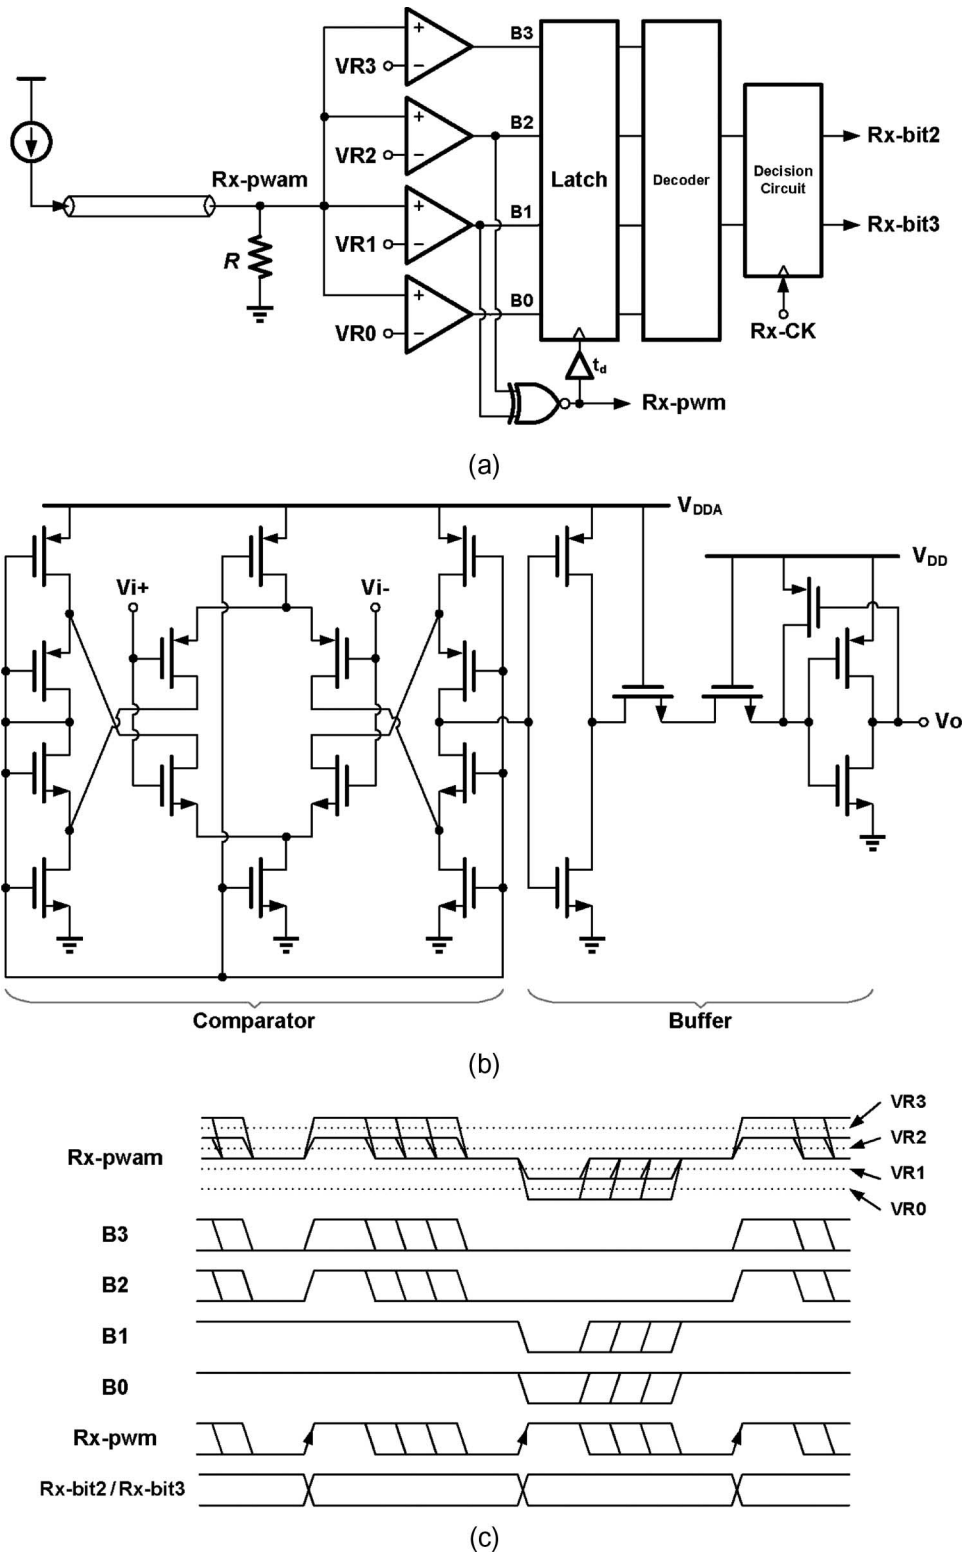 B3
+
VR3
−
B2
+
VR2
−
Rx-bit2
Rx-pwam
Latch
Decoder
Decision
Circuit
B1
+
VR1
−
Rx-bit3
R
B0
+
VR0
−
Rx-CK
td
Rx-pwm
(a)
VDDA
VDD
Vi+
Vi-
Vo
Comparator
Buffer
(b)
VR3
VR2
Rx-pwam
VR1
VR0
B3
B2
B1
B0
Rx-pwm
Rx-bit2/Rx-bit3
(c)